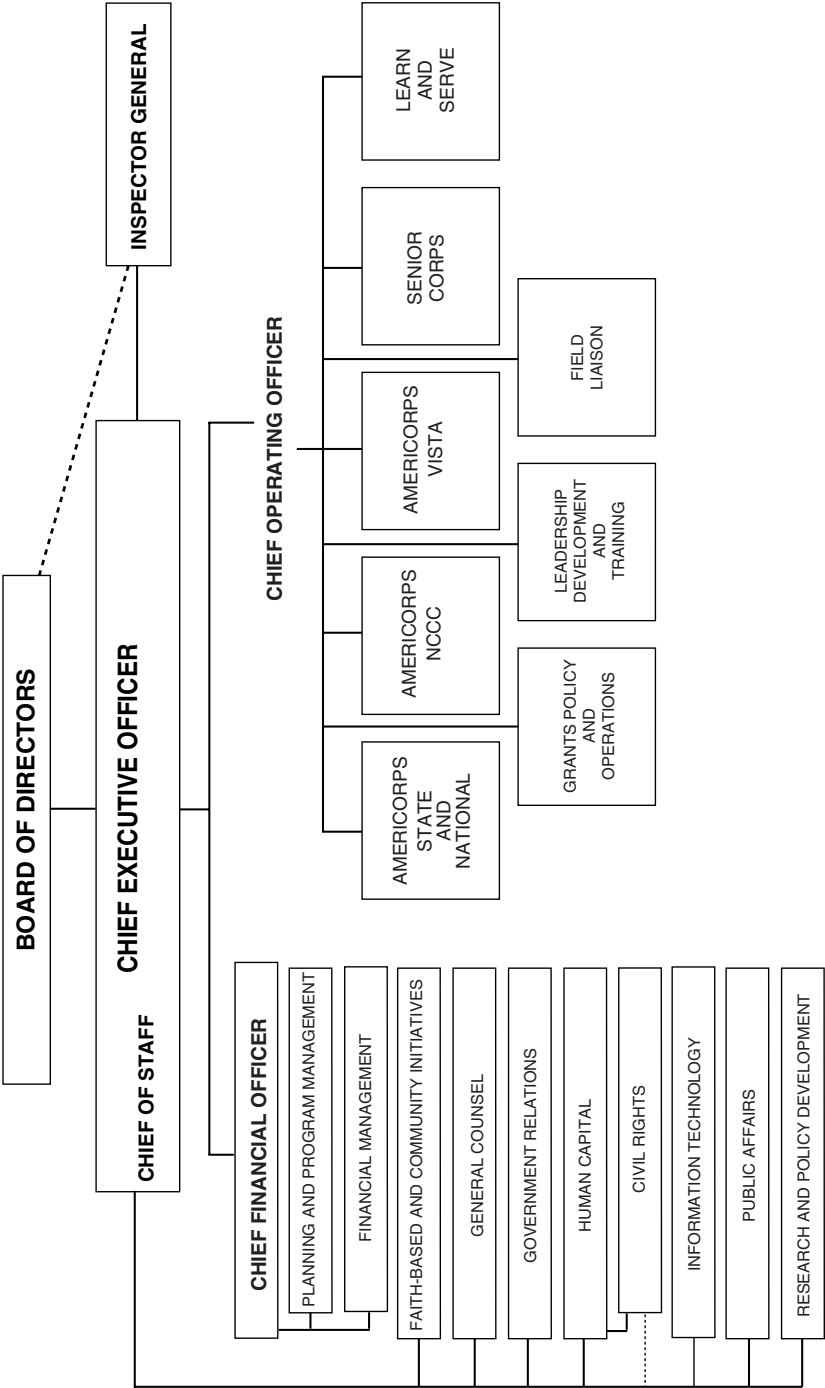 BOARD OF DIRECTORS
INSPECTOR GENERAL
CHIEF EXECUTIVE OFFICER
CHIEF OF STAFF
CHIEF FINANCIAL OFFICER
PLANNING AND PROGRAM MANAGEMENT
FINANCIAL MANAGEMENT
FAITH-BASED AND COMMUNITY INITIATIVES
GENERAL COUNSEL
GOVERNMENT RELATIONS
HUMAN CAPITAL
CIVIL RIGHTS
INFORMATION TECHNOLOGY
PUBLIC AFFAIRS
RESEARCH AND POLICY DEVELOPMENT
CHIEF OPERATING OFFICER
AMERICORPS
STATE
AND
NATIONAL
AMERICORPS
NCCC
AMERICORPS
VISTA
SENIOR
CORPS
LEARN
AND
SERVE
GRANTS POLICY
AND
OPERATIONS
LEADERSHIP
DEVELOPMENT
AND
TRAINING
FIELD
LIAISON